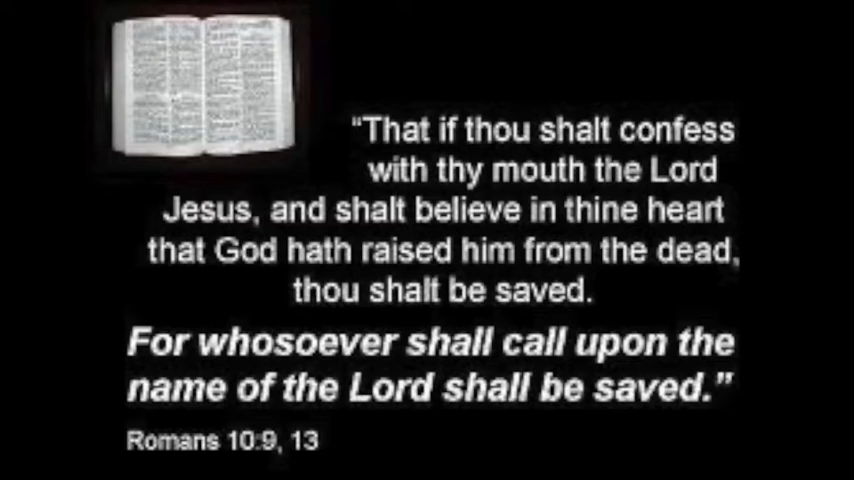 “That if thou shalt confess
with thy mouth the Lord
Jesus, and shalt believe in thine heart
that God hath raised him from the dead,
thou shalt be saved.
For whosoever shall call upon the
name of the Lord shall be saved.”
Romans 10:9, 13